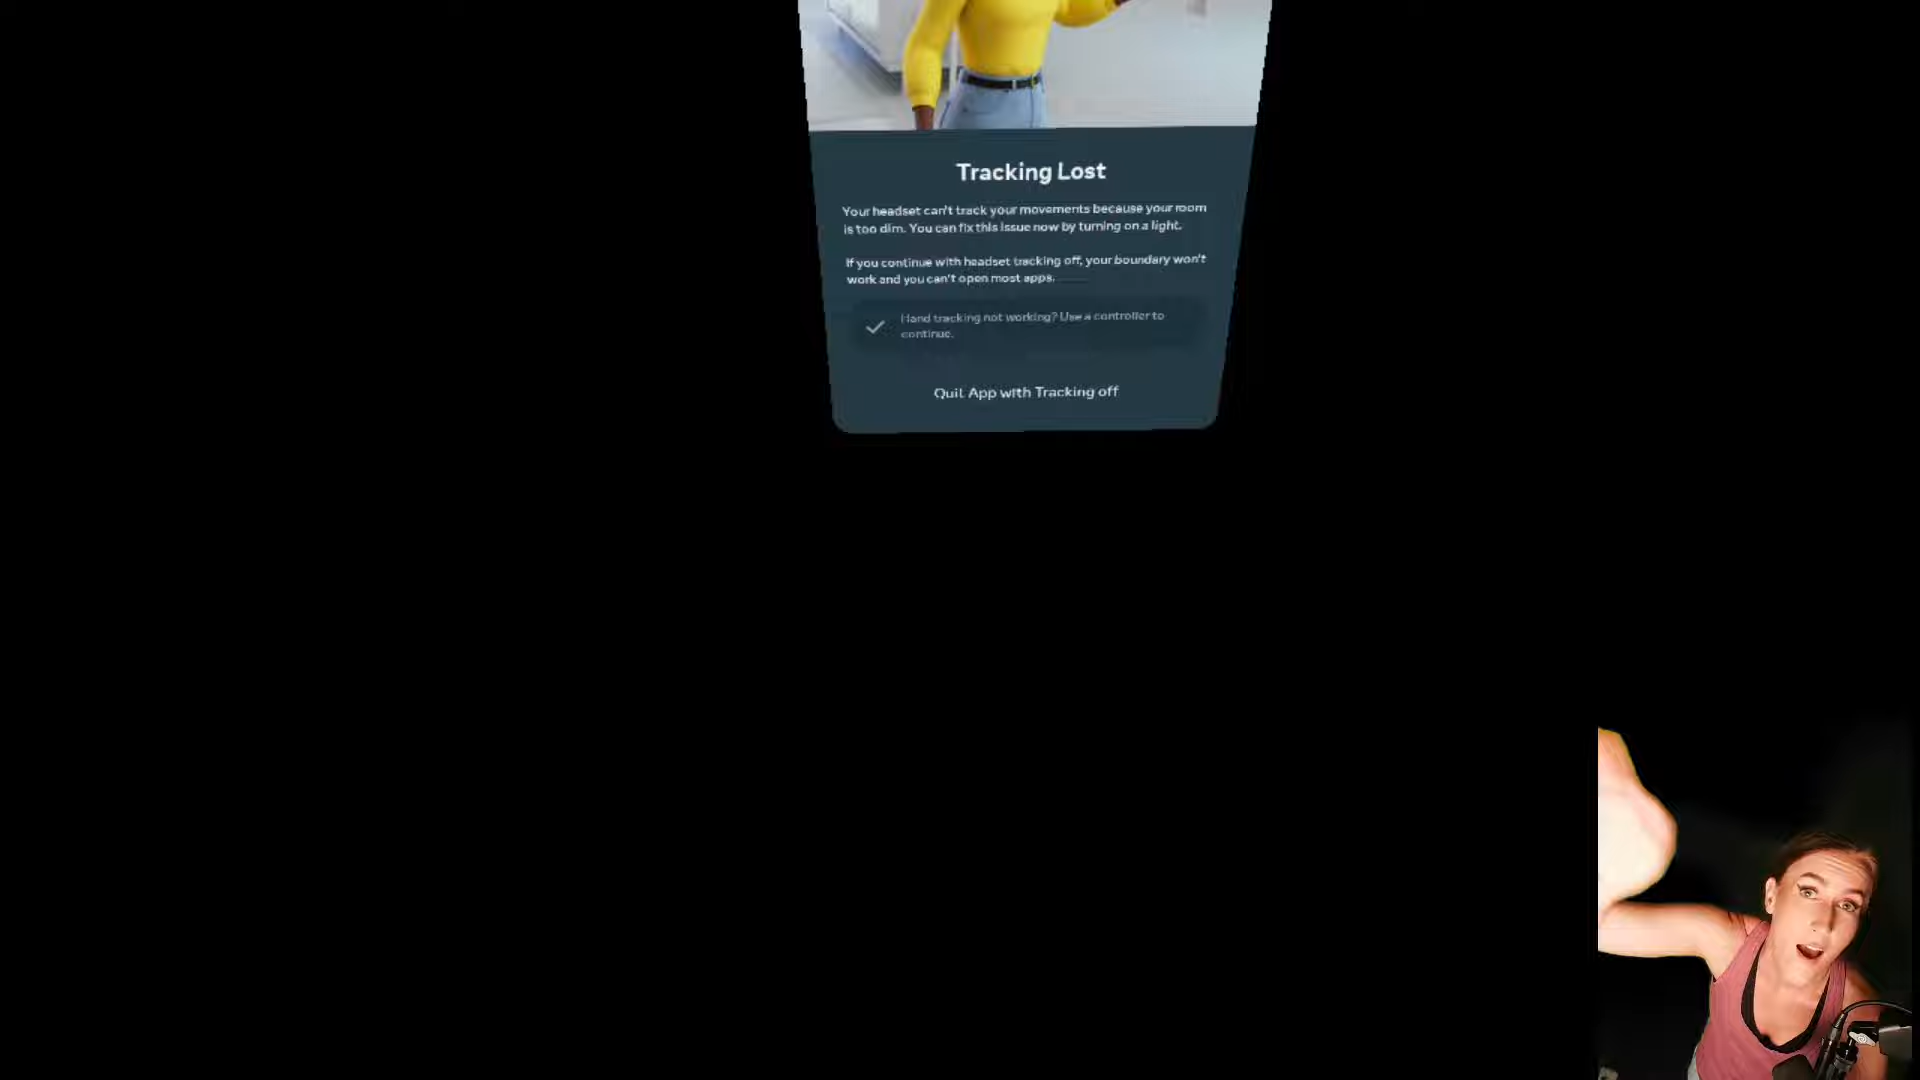 Tracking Lost
Your headset can't track your movements because your room
is too dim. You can fix this issue now by turning on a light.
If you continue with headset tracking off, your boundary won't
work and you can't open most apps.
Hand tracking not working? Use a controller to
continue.
Quit App with Tracking off